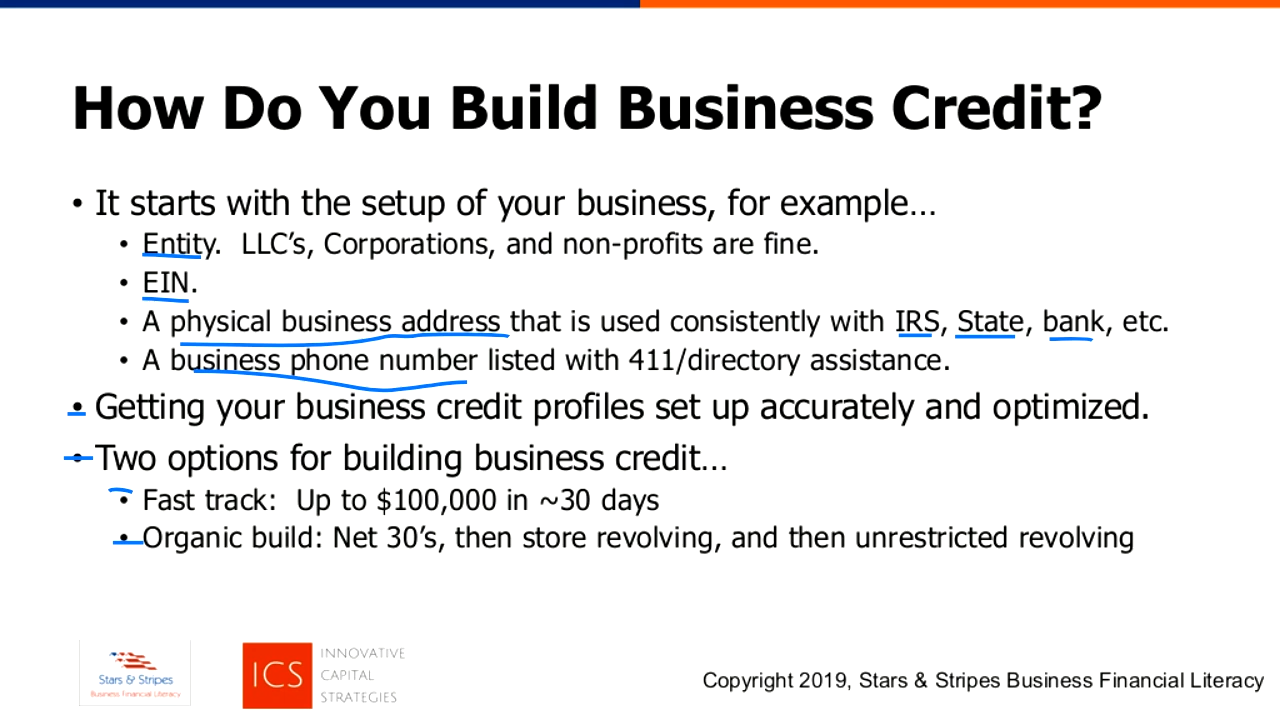 How Do You Build Business Credit?
• It starts with the setup of your business, for example…
• Entity.  LLC's, Corporations, and non-profits are fine.
• EIN.
• A physical business address that is used consistently with IRS, State, bank, etc.
• A business phone number listed with 411/directory assistance.
• Getting your business credit profiles set up accurately and optimized.
• Two options for building business credit…
• Fast track:  Up to $100,000 in ~30 days
• Organic build: Net 30's, then store revolving, and then unrestricted revolving
Stars & Stripes
Business Financial Literacy
ICS
INNOVATIVE
CAPITAL
STRATEGIES
Copyright 2019, Stars & Stripes Business Financial Literacy